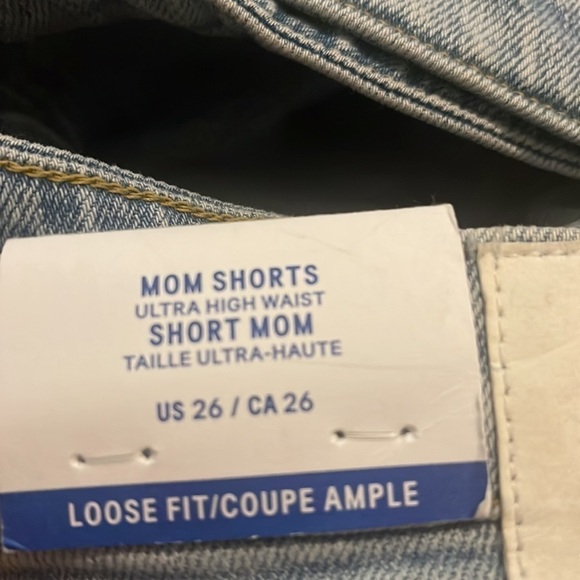 MOM SHORTS
ULTRA HIGH WAIST
SHORT MOM
TAILLE ULTRA-HAUTE
US 26 / CA 26
LOOSE FIT/COUPE AMPLE